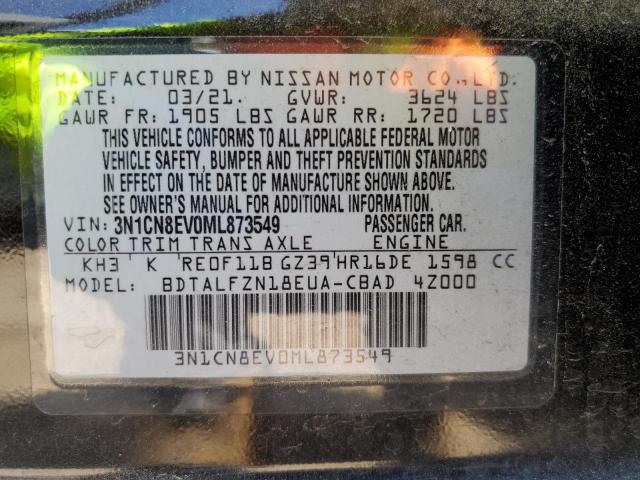 MANUFACTURED BY NISSAN MOTOR CO., LTD.
DATE: 03/21. GVWR: 3624 LBS
GAWR FR: 1905 LBS GAWR RR: 1720 LBS
THIS VEHICLE CONFORMS TO ALL APPLICABLE FEDERAL MOTOR
VEHICLE SAFETY, BUMPER AND THEFT PREVENTION STANDARDS
IN EFFECT ON THE DATE OF MANUFACTURE SHOWN ABOVE.
SEE OWNER'S MANUAL FOR ADDITIONAL INFORMATION.
VIN: 3N1CN8EV0ML873549 PASSENGER CAR.
COLOR TRIM TRANS AXLE ENGINE
KH3 K RE0F11B GZ39 HR16DE 1598 CC
BDTALFZN18EUA-CBAD 4Z000
3N1CN8EV0ML873549